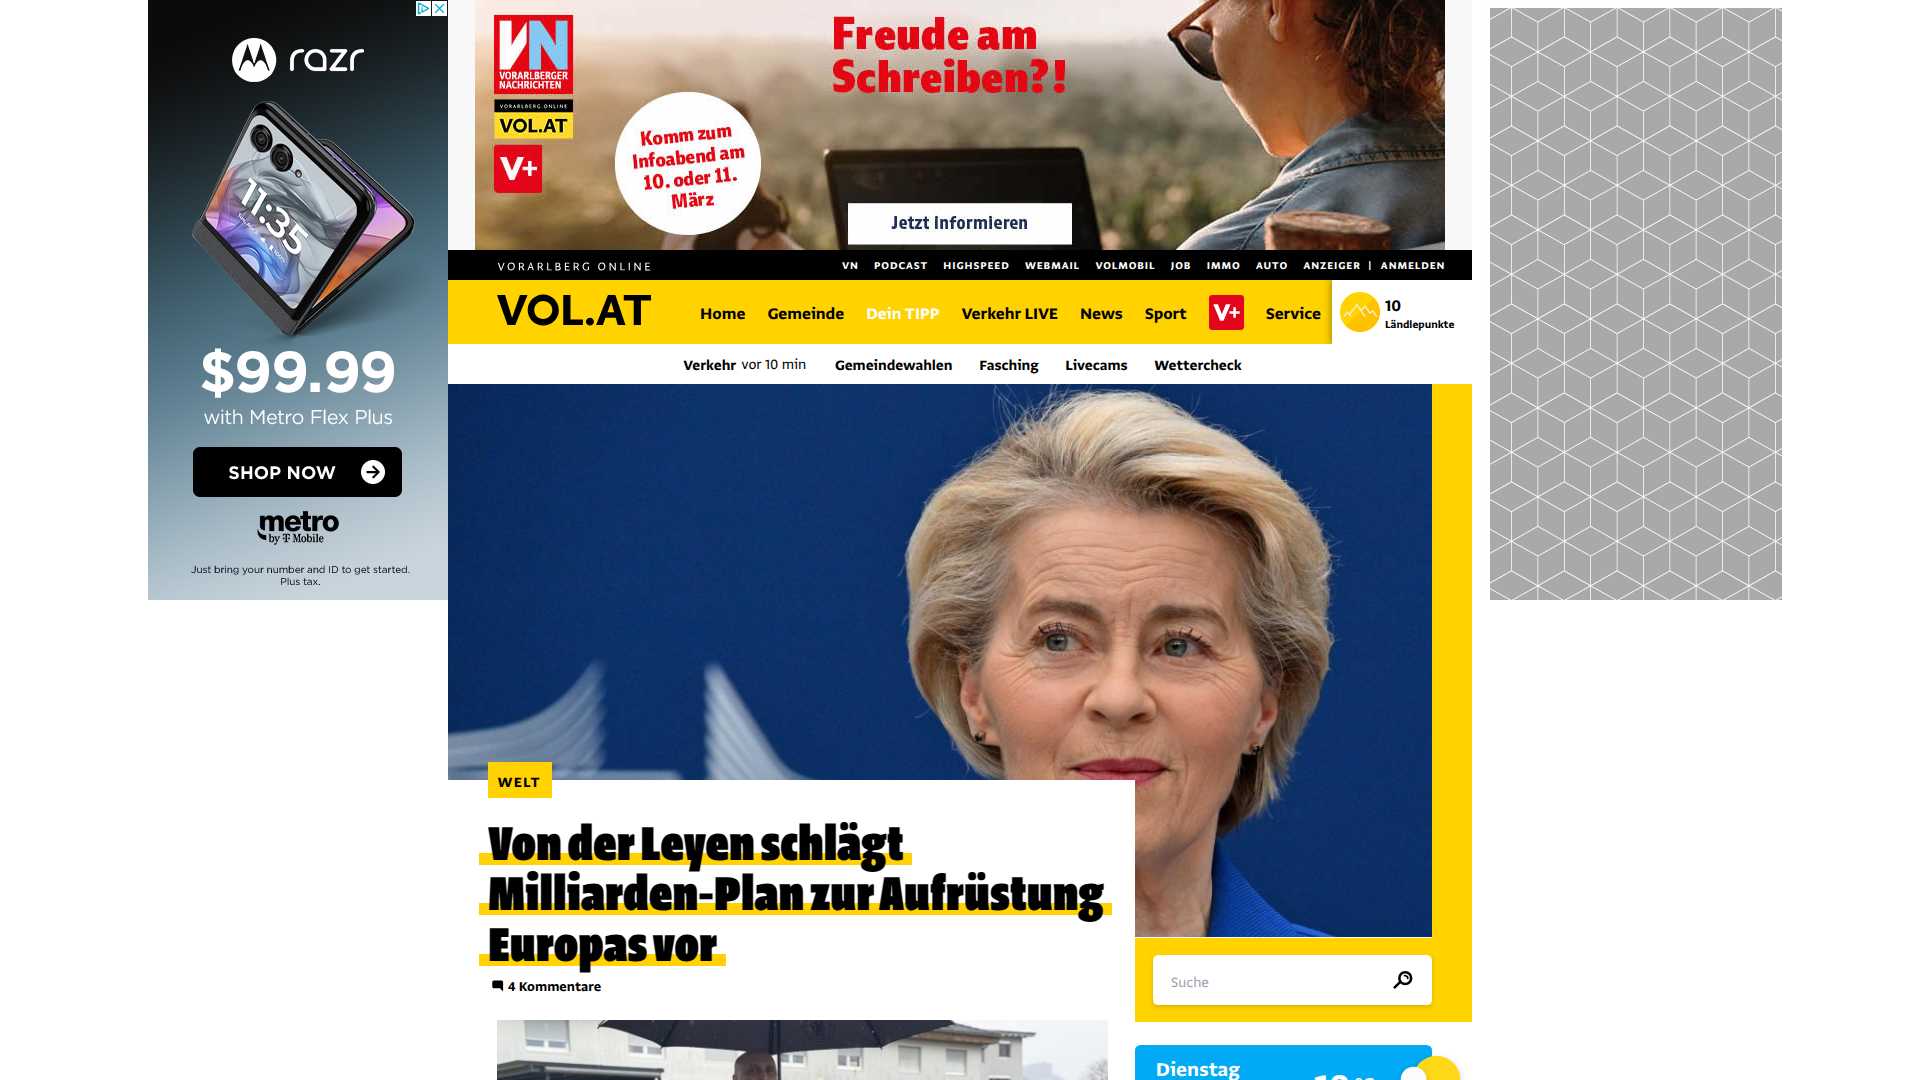 razr
11:35
$99.99
with Metro Flex Plus
SHOP NOW
metro
by T Mobile
Just bring your number and ID to get started.
Plus tax.
VN
VORARLBERGER
NACHRICHTEN
VORARLBERG ONLINE
VOL.AT
V+
Freude am
Schreiben?!
Komm zum
Infoabend am
10. oder 11.
März
Jetzt Informieren
VORARLBERG ONLINE
VN PODCAST HIGHSPEED WEBMAIL VOLMOBIL JOB IMMO AUTO ANZEIGER | ANMELDEN
VOL.AT
Home Gemeinde Dein TIPP Verkehr LIVE News Sport V+ Service
10
Ländlepunkte
Verkehr vor 10 min Gemeindewahlen Fasching Livecams Wettercheck
WELT
Von der Leyen schlägt
Milliarden-Plan zur Aufrüstung
Europas vor
4 Kommentare
Suche
Dienstag